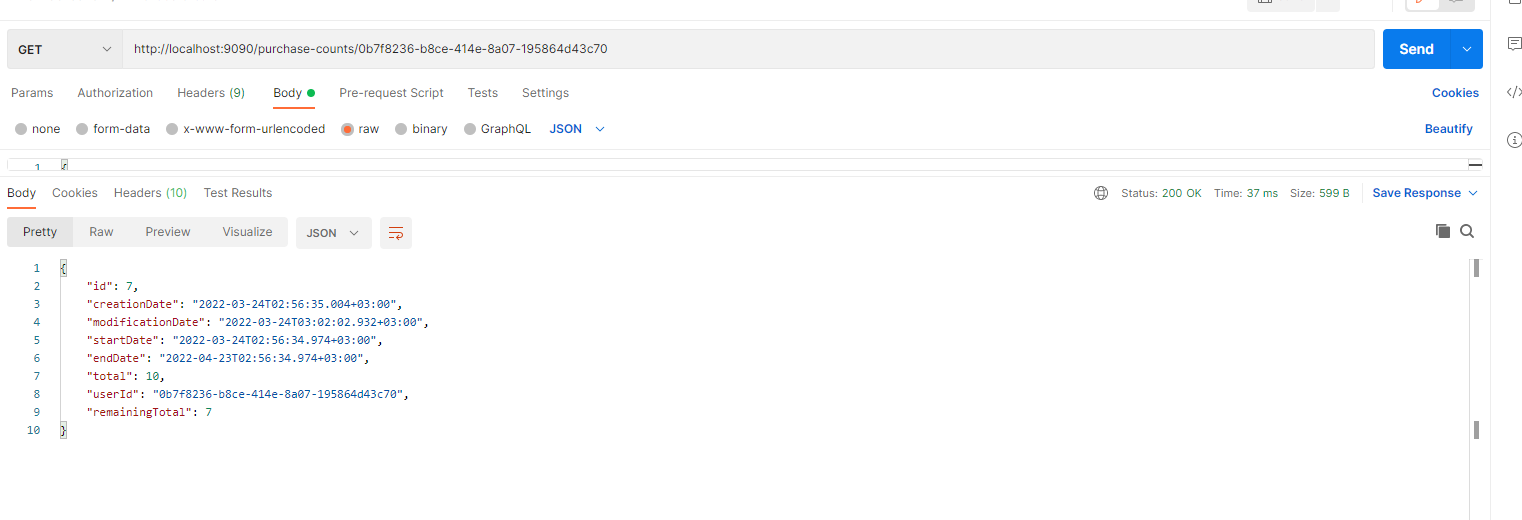 GET http://localhost:9090/purchase-counts/0b7f8236-b8ce-414e-8a07-195864d43c70 Send
Params Authorization Headers (9) Body Pre-request Script Tests Settings Cookies
none form-data x-www-form-urlencoded raw binary GraphQL JSON Beautify
1 {
Body Cookies Headers (10) Test Results Status: 200 OK Time: 37 ms Size: 599 B Save Response
Pretty Raw Preview Visualize JSON
1 {
2 "id": 7,
3 "creationDate": "2022-03-24T02:56:35.004+03:00",
4 "modificationDate": "2022-03-24T03:02:02.932+03:00",
5 "startDate": "2022-03-24T02:56:34.974+03:00",
6 "endDate": "2022-04-23T02:56:34.974+03:00",
7 "total": 10,
8 "userId": "0b7f8236-b8ce-414e-8a07-195864d43c70",
9 "remainingTotal": 7
10 }